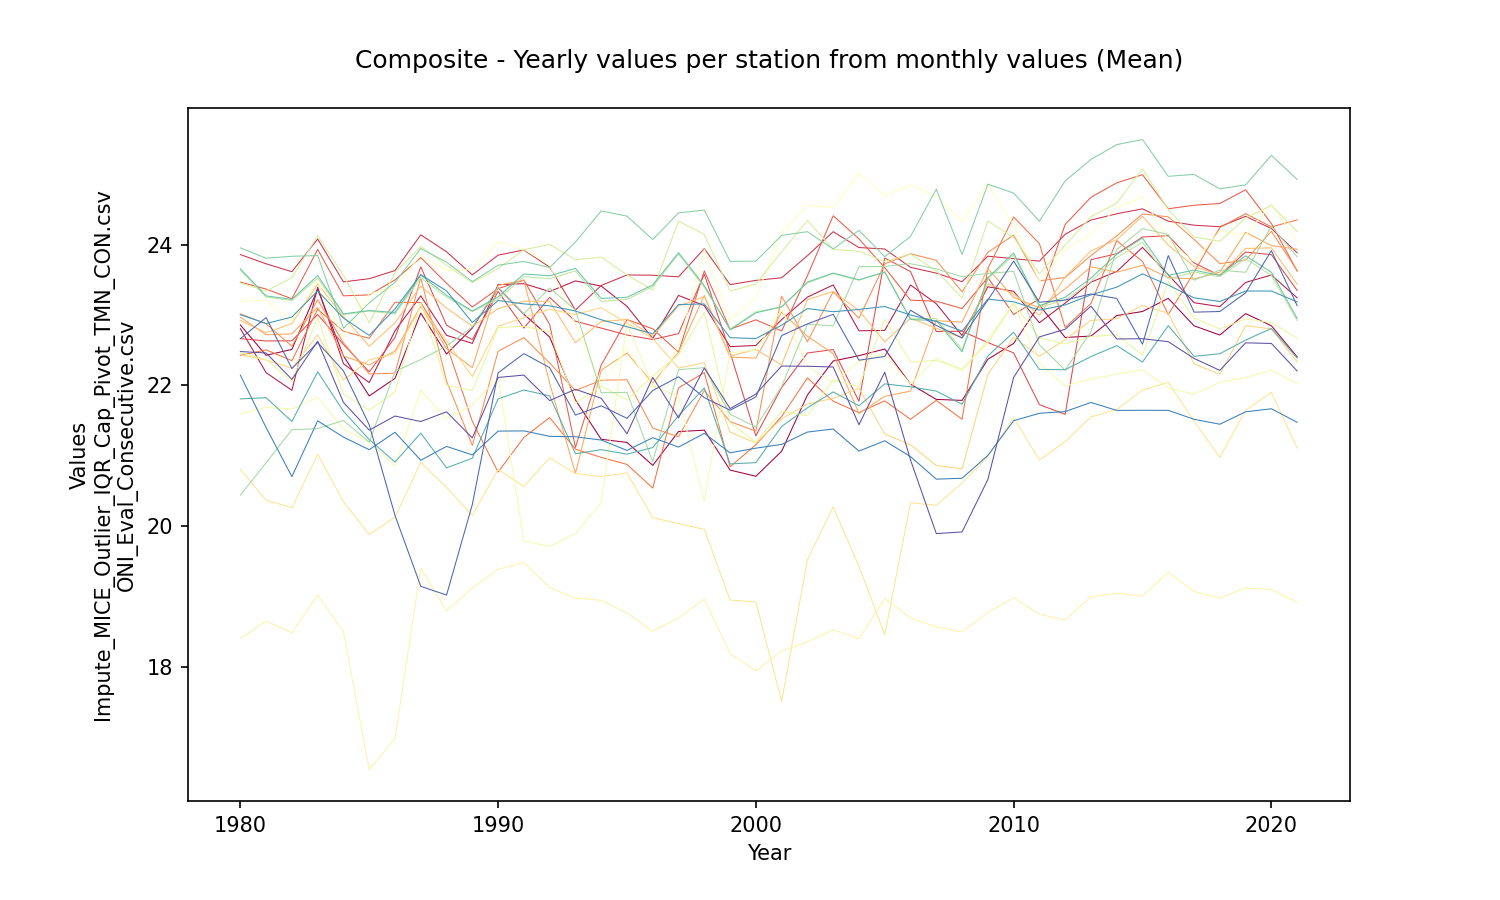 Composite - Yearly values per station from monthly values (Mean)
Values
Impute_MICE_Outlier_IQR_Cap_Pivot_TMN_CON.csv
ONI_Eval_Consecutive.csv
24
22
20
18
1980
1990
2000
2010
2020
Year